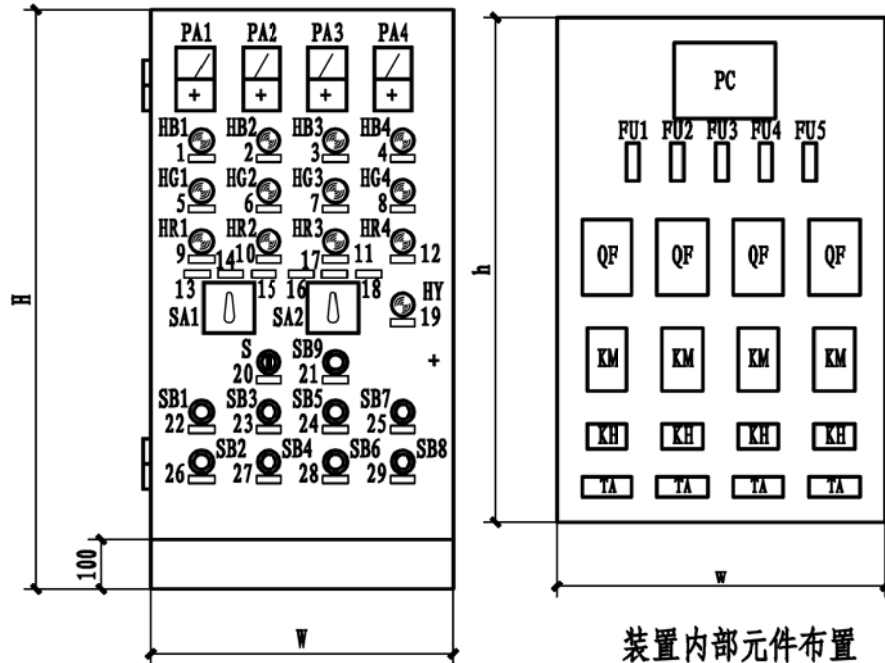 PA1 PA2 PA3 PA4
HB1 HB2 HB3 HB4
1 2 3 4
HG1 HG2 HG3 HG4
5 6 7 8
HR1 HR2 HR3 HR4
9 10 17 11 12
14
13 15 16 18
HY
SA1 SA2 19
S SB9
20 21
SB1 SB3 SB5 SB7
22 23 24 25
SB2 SB4 SB6 SB8
26 27 28 29
H
100
W
PC
FU1 FU2 FU3 FU4 FU5
QF QF QF QF
KM KM KM KM
KH KH KH KH
TA TA TA TA
h
w
装置内部元件布置